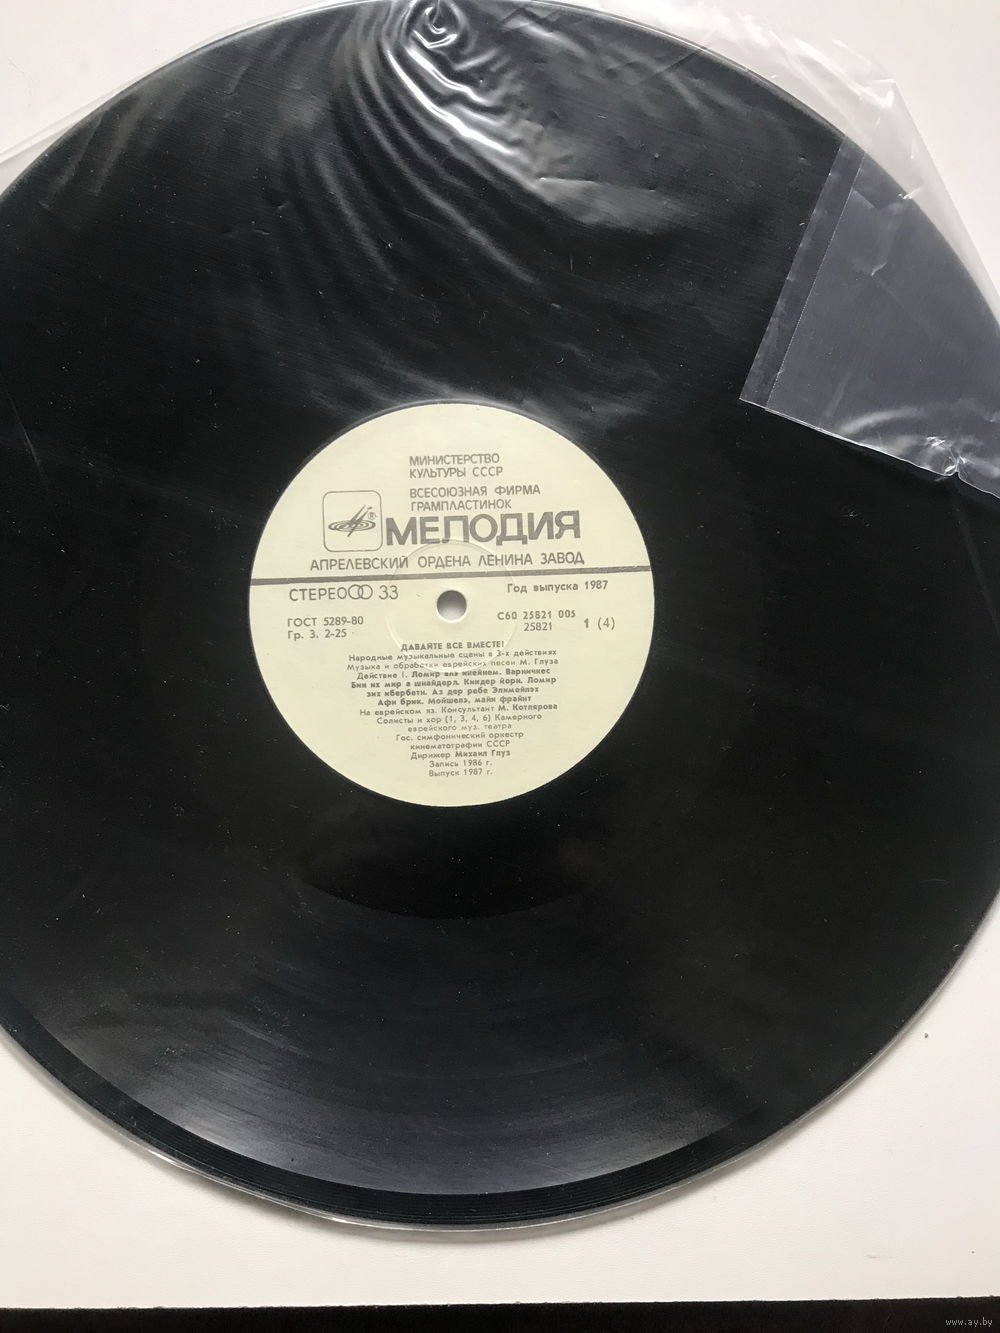 МИНИСТЕРСТВО
КУЛЬТУРЫ СССР
ВСЕСОЮЗНАЯ ФИРМА
ГРАМПЛАСТИНОК
МЕЛОДИЯ
АПРЕЛЕВСКИЙ ОРДЕНА ЛЕНИНА ЗАВОД
СТЕРЕО 33
Год выпуска 1987
ГОСТ 5289-80
Гр. 3. 2-25
С60 25821 005
25821
1 (4)
ДАВАЙТЕ ВСЕ ВМЕСТЕ!
Народные музыкальные сцены в 3-х действиях
Музыка и обработки еврейских песен М. Глуза
Действие I. Ломир алэ инейнем. Варничкес
Бин их мир а шнайдерл. Киндер йорн. Ломир
зих ибербетн. Аз дер ребе Элимейлэх
Афн брик. Мойшелэ, майн фрайнт
На еврейском яз. Консультант М. Котлярова
Солисты и хор (1, 3, 4, 6) Камерного
еврейского муз. театра
Гос. симфонический оркестр
кинематографии СССР
Дирижер Михаил Глуз
Запись 1986 г.
Выпуск 1987 г.
www.ay.by